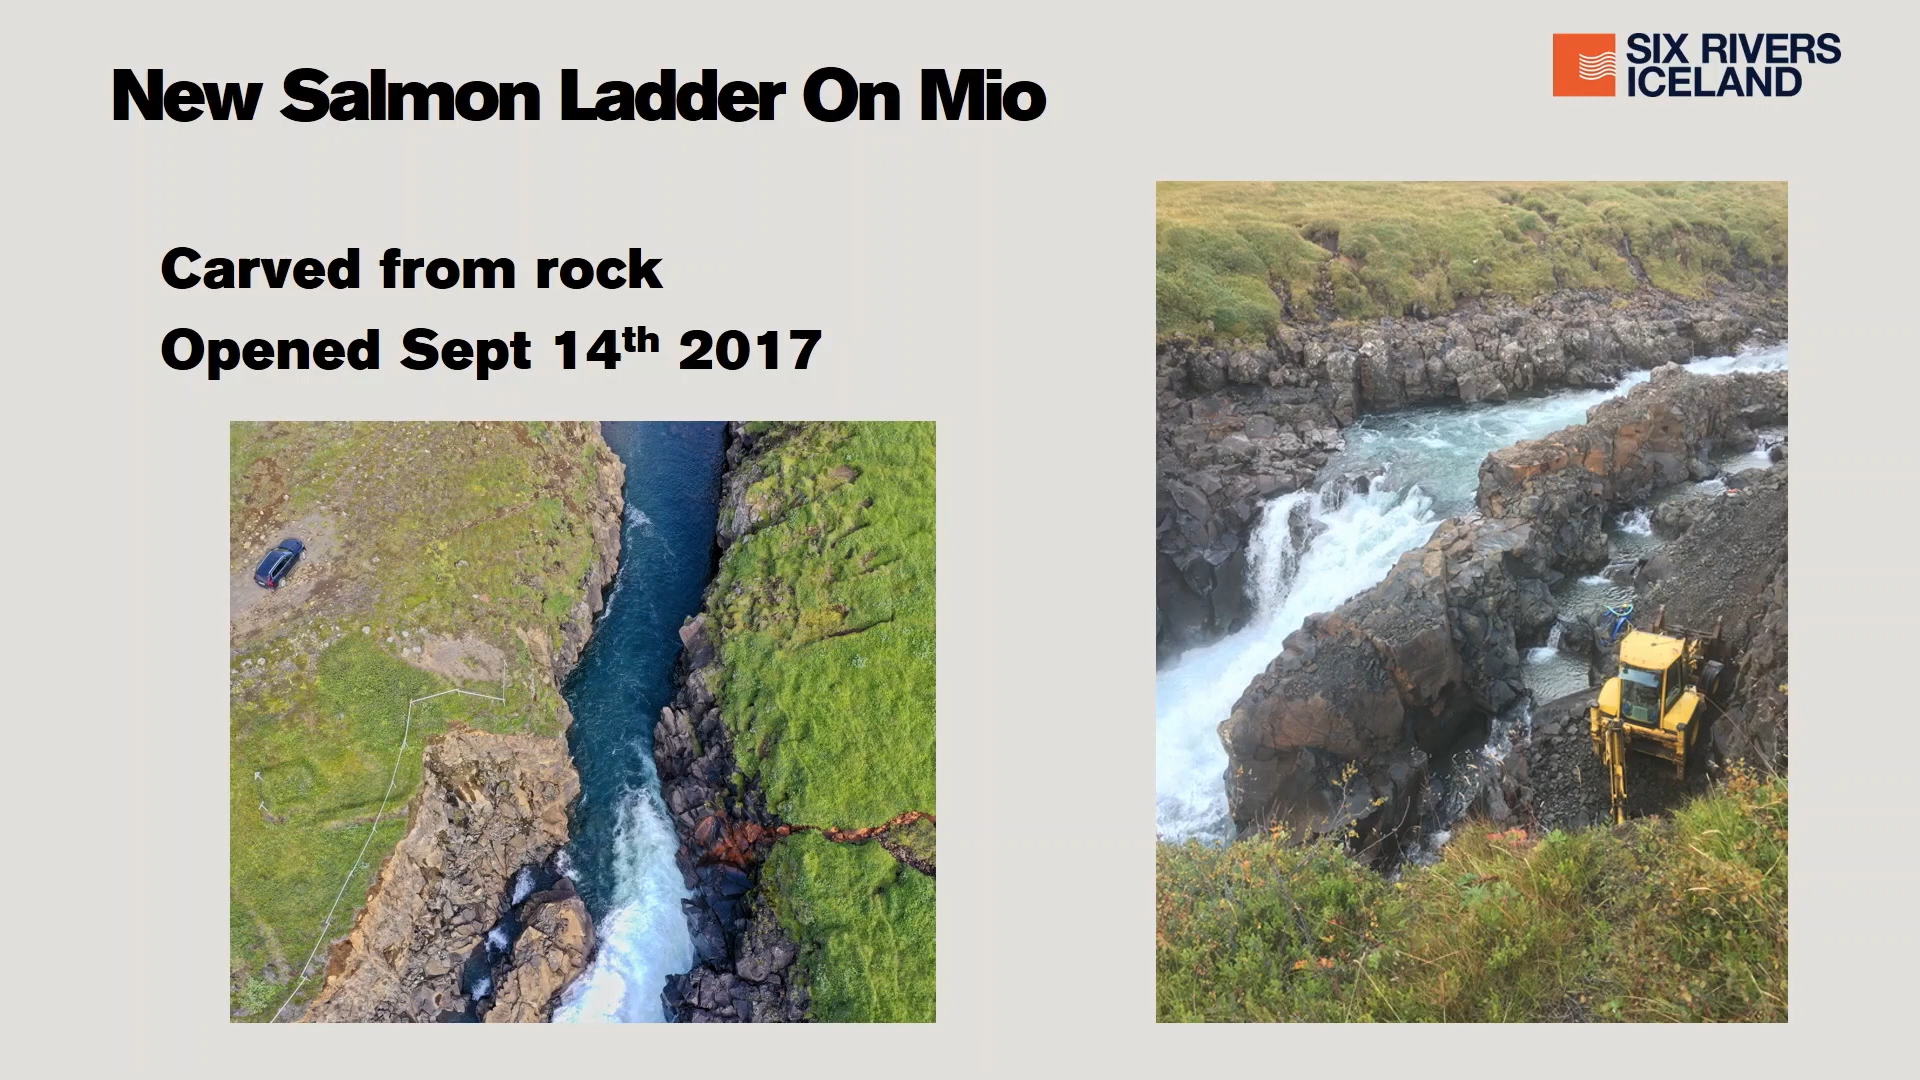 New Salmon Ladder On Mio
SIX RIVERS
ICELAND
Carved from rock
Opened Sept 14th 2017